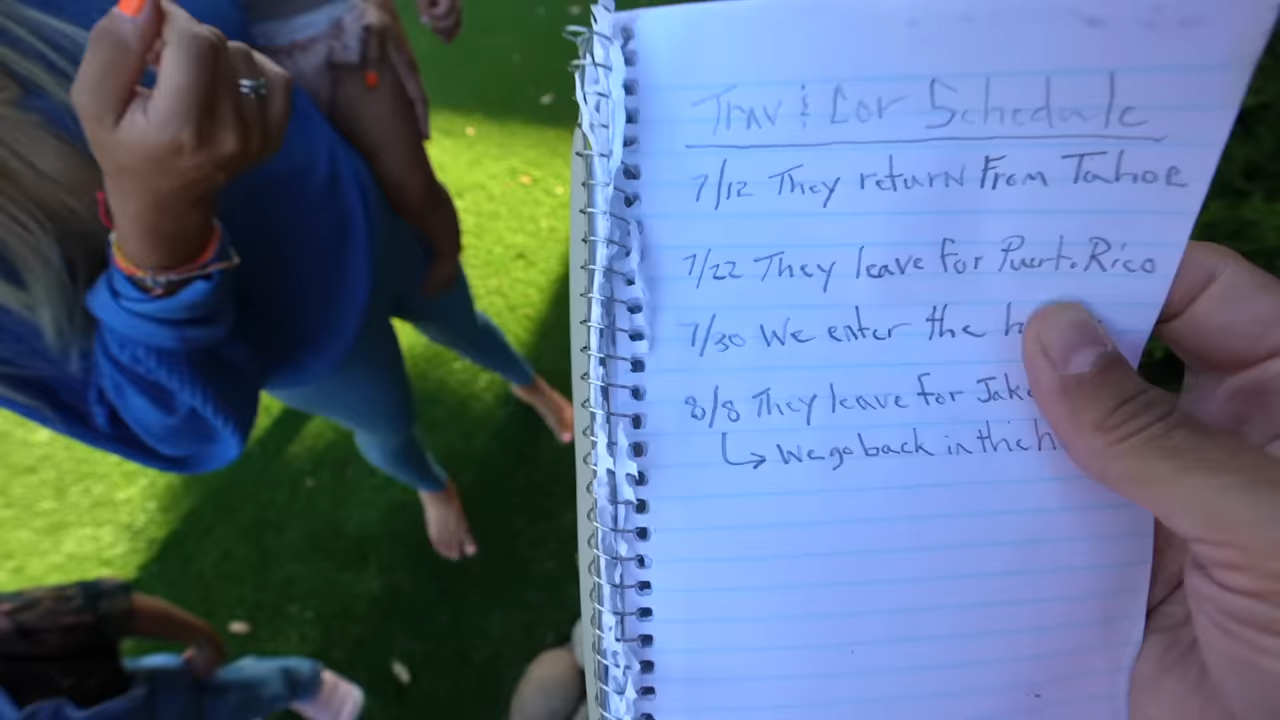 Trav & Cor Schedule
7/12 They return From Tahoe
7/22 They leave for Puerto Rico
7/30 We enter the
8/8 They leave for
↳ We go back in the